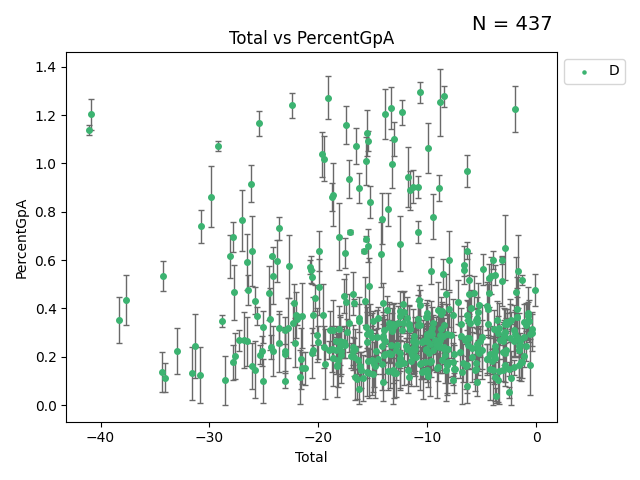 N = 437
Total vs PercentGpA
D
PercentGpA
1.4
1.2
1.0
0.8
0.6
0.4
0.2
0.0
−40 −30 −20 −10 0
Total